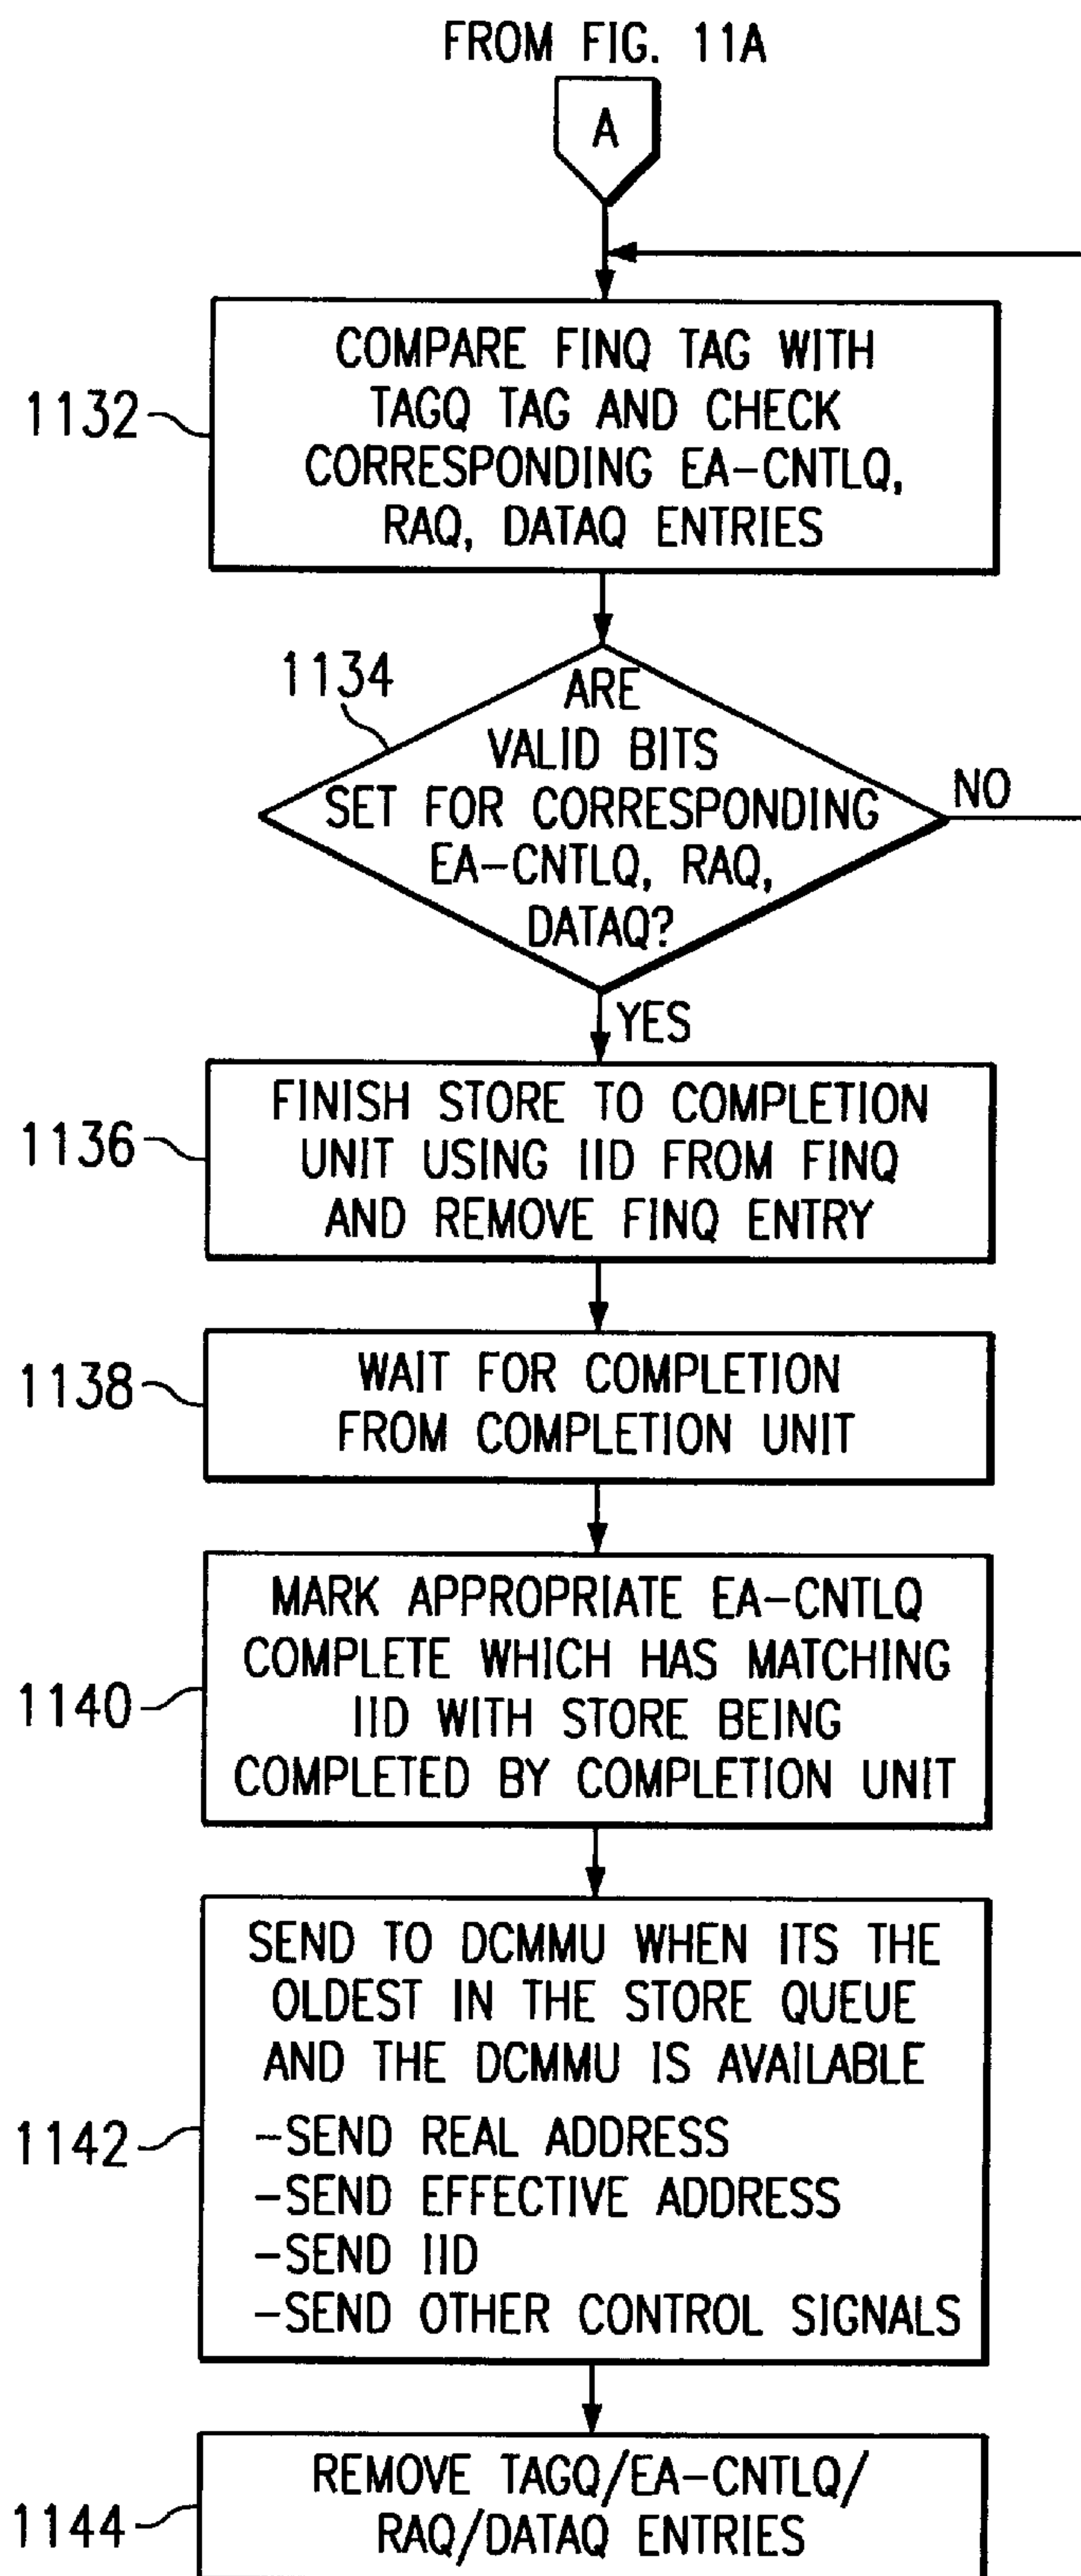 FROM FIG. 11A
A
1132
COMPARE FINQ TAG WITH
TAGQ TAG AND CHECK
CORRESPONDING EA-CNTLQ,
RAQ, DATAQ ENTRIES
1134
ARE
VALID BITS
SET FOR CORRESPONDING
EA-CNTLQ, RAQ,
DATAQ?
NO
YES
1136
FINISH STORE TO COMPLETION
UNIT USING IID FROM FINQ
AND REMOVE FINQ ENTRY
1138
WAIT FOR COMPLETION
FROM COMPLETION UNIT
1140
MARK APPROPRIATE EA-CNTLQ
COMPLETE WHICH HAS MATCHING
IID WITH STORE BEING
COMPLETED BY COMPLETION UNIT
1142
SEND TO DCMMU WHEN ITS THE
OLDEST IN THE STORE QUEUE
AND THE DCMMU IS AVAILABLE
-SEND REAL ADDRESS
-SEND EFFECTIVE ADDRESS
-SEND IID
-SEND OTHER CONTROL SIGNALS
1144
REMOVE TAGQ/EA-CNTLQ/
RAQ/DATAQ ENTRIES